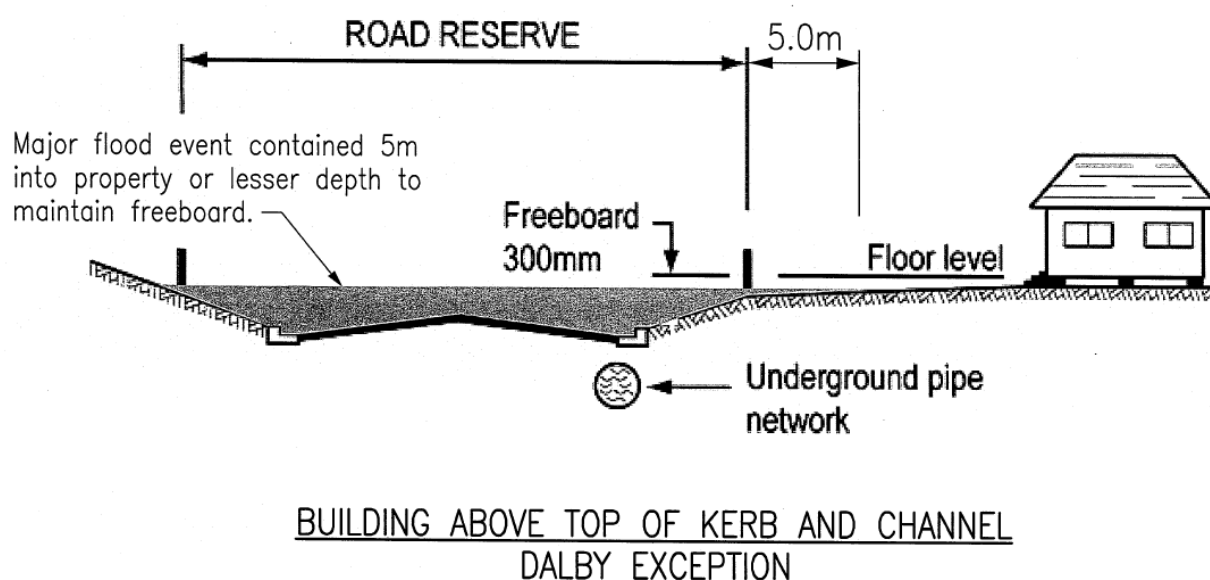 ROAD RESERVE
5.0m
Major flood event contained 5m
into property or lesser depth to
maintain freeboard.
Freeboard
300mm
Floor level
Underground pipe
network
BUILDING ABOVE TOP OF KERB AND CHANNEL
DALBY EXCEPTION